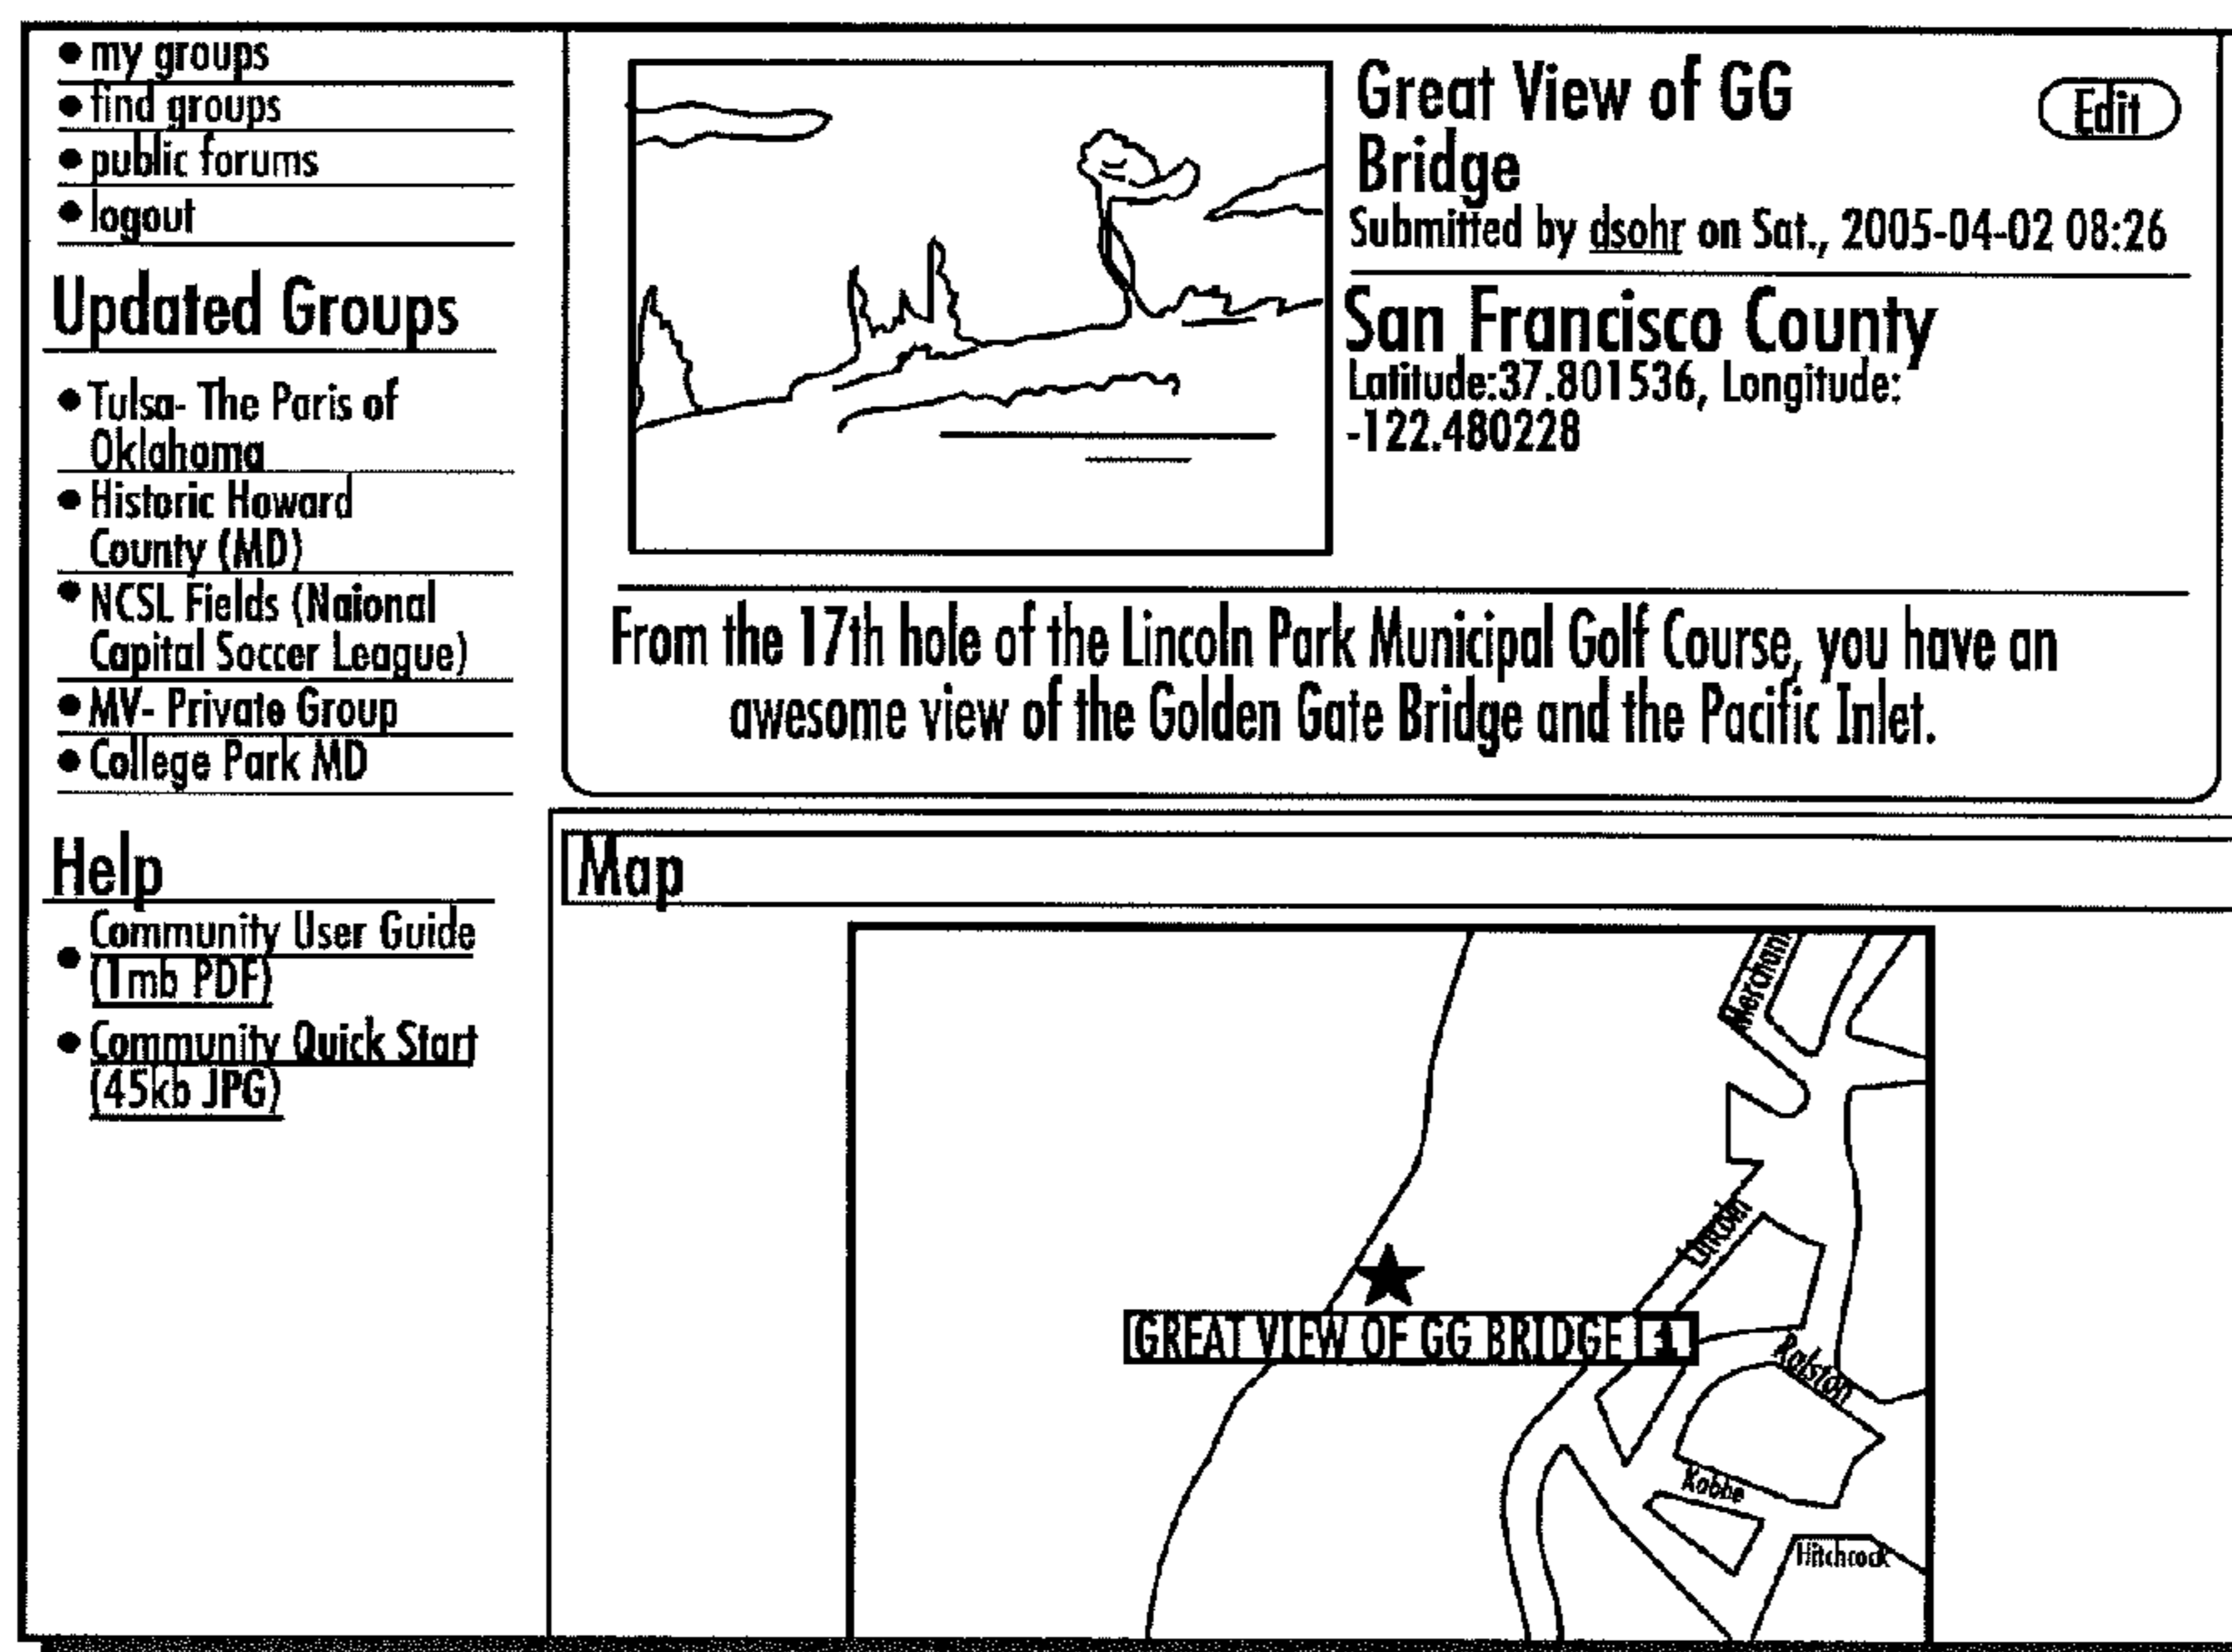 my groups
find groups
public forums
logout
Updated Groups
Tulsa- The Paris of
Oklahoma
Historic Howard
County (MD)
NCSL Fields (Naional
Capital Soccer League)
MV- Private Group
College Park MD
Help
Community User Guide
(1mb PDF)
Community Quick Start
(45kb JPG)
Great View of GG
Bridge
Edit
Submitted by dsohr on Sat., 2005-04-02 08:26
San Francisco County
Latitude:37.801536, Longitude:
-122.480228
From the 17th hole of the Lincoln Park Municipal Golf Course, you have an
awesome view of the Golden Gate Bridge and the Pacific Inlet.
Map
Merchant
Lincoln
GREAT VIEW OF GG BRIDGE 1
Ralston
Kobbe
Hitchcock